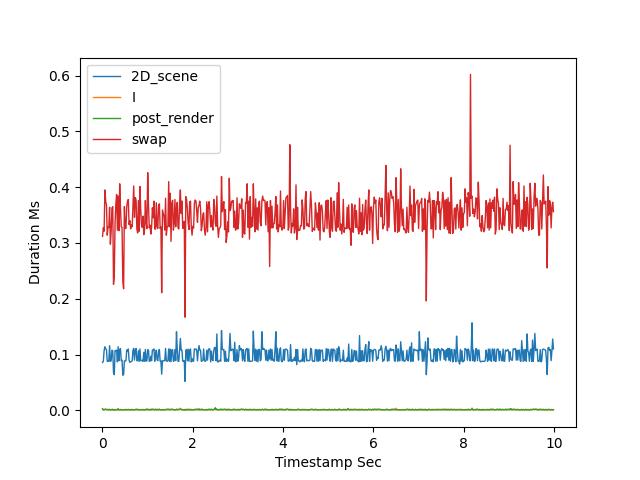 2D_scene
I
post_render
swap
0.6
0.5
0.4
0.3
0.2
0.1
0.0
Duration Ms
0 2 4 6 8 10
Timestamp Sec